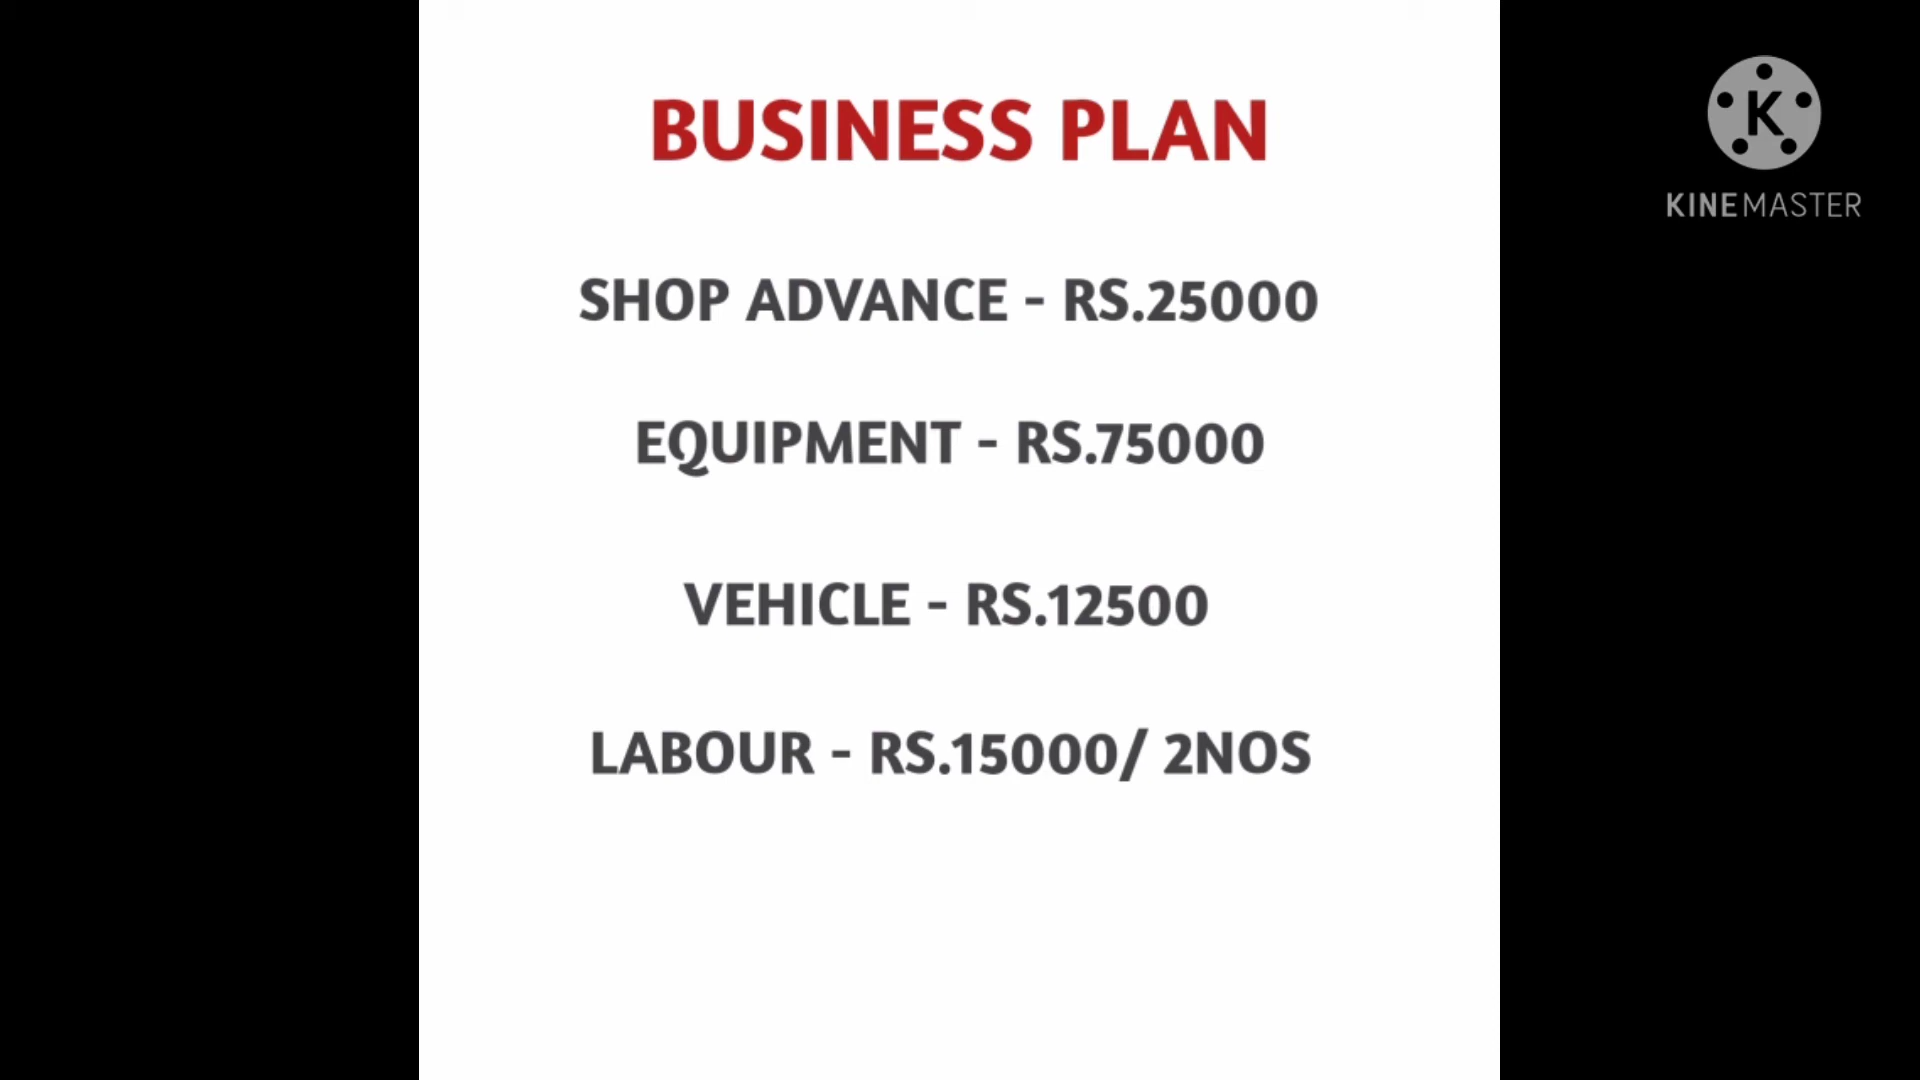 BUSINESS PLAN
K
KINEMASTER
SHOP ADVANCE - RS.25000
EQUIPMENT - RS.75000
VEHICLE - RS.12500
LABOUR - RS.15000/ 2NOS